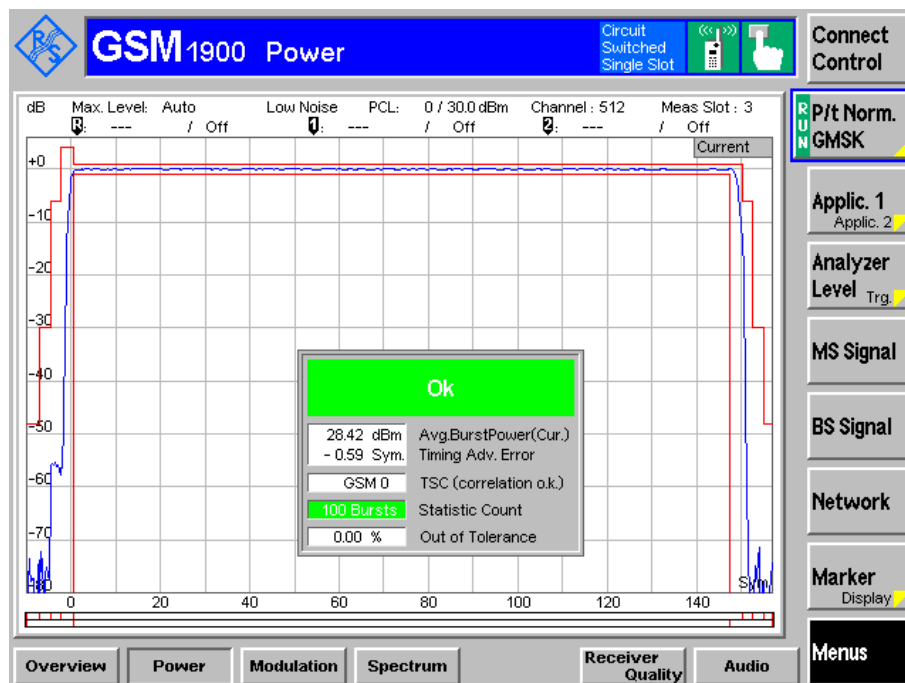 R S
GSM 1900 Power
Circuit
Switched
Single Slot
Connect
Control
dB Max. Level: Auto Low Noise PCL: 0 / 30.0 dBm Channel : 512 Meas Slot : 3
R: --- / Off 1: --- / Off 2: --- / Off
Current
RUN
P/t Norm.
GMSK
Applic. 1
Applic. 2
Analyzer
Level Trg.
MS Signal
BS Signal
Network
Marker
Display
Menus
+0
-10
-20
-30
-40
-50
-60
-70
-80
Ok
28.42 dBm Avg.BurstPower(Cur.)
- 0.59 Sym. Timing Adv. Error
GSM 0 TSC (correlation o.k.)
100 Bursts Statistic Count
0.00 % Out of Tolerance
Sym
0 20 40 60 80 100 120 140
Overview Power Modulation Spectrum Receiver Quality Audio